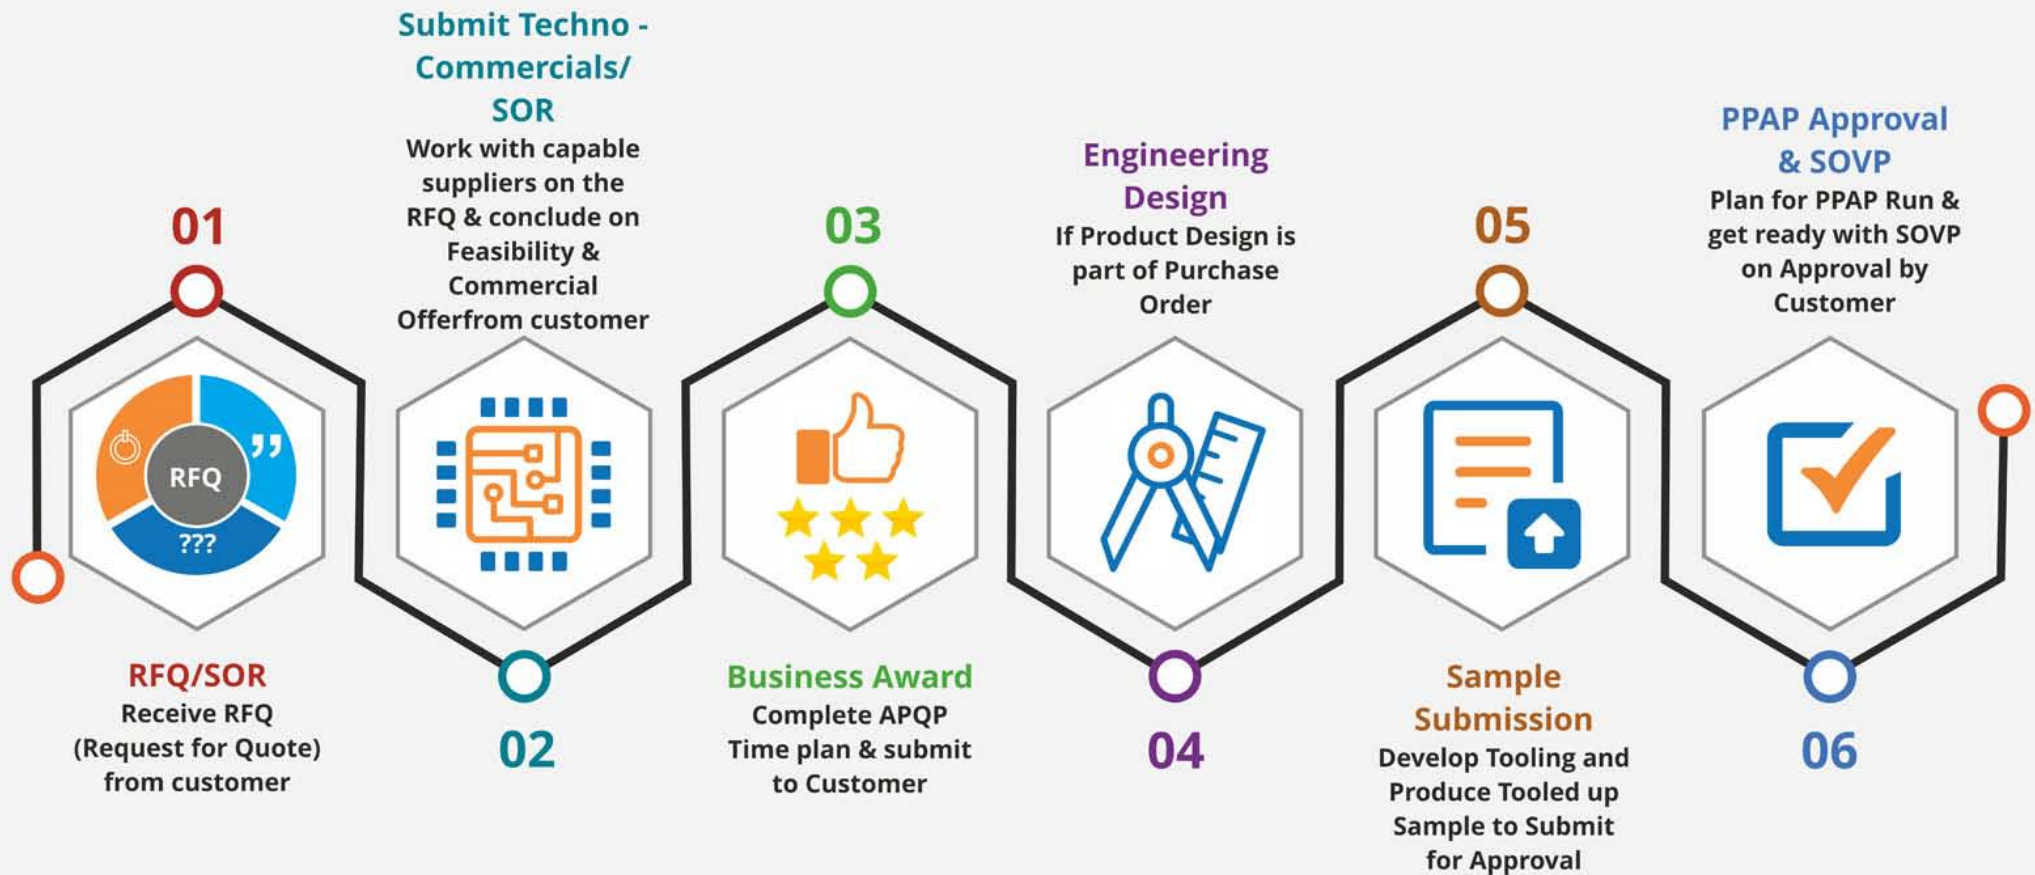 01
RFQ
”
???
RFQ/SOR
Receive RFQ
(Request for Quote)
from customer
Submit Techno -
Commercials/
SOR
Work with capable
suppliers on the
RFQ & conclude on
Feasibility &
Commercial
Offerfrom customer
02
03
Business Award
Complete APQP
Time plan & submit
to Customer
Engineering
Design
If Product Design is
part of Purchase
Order
04
05
Sample
Submission
Develop Tooling and
Produce Tooled up
Sample to Submit
for Approval
PPAP Approval
& SOVP
Plan for PPAP Run &
get ready with SOVP
on Approval by
Customer
06